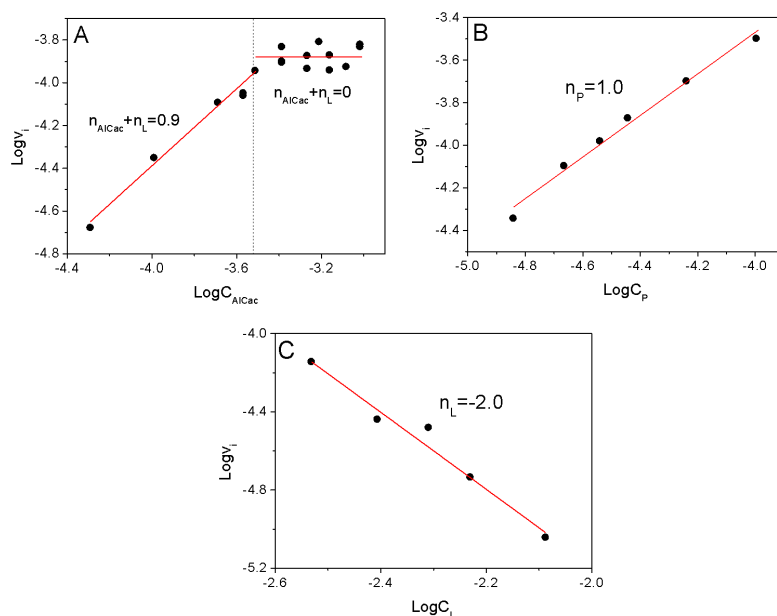 A
-3.6
-3.8
-4.0
-4.2
-4.4
-4.6
-4.8
Logv_i
n_AlCac+n_L=0.9
n_AlCac+n_L=0
-4.4 -4.0 -3.6 -3.2
LogC_AlCac
B
-3.2
-3.6
-4.0
-4.4
Logv_i
n_P=1.0
-5.0 -4.8 -4.6 -4.4 -4.2 -4.0
LogC_P
C
-4.0
-4.4
-4.8
-5.2
Logv_i
n_L=-2.0
-2.6 -2.4 -2.2 -2.0
LogC_L